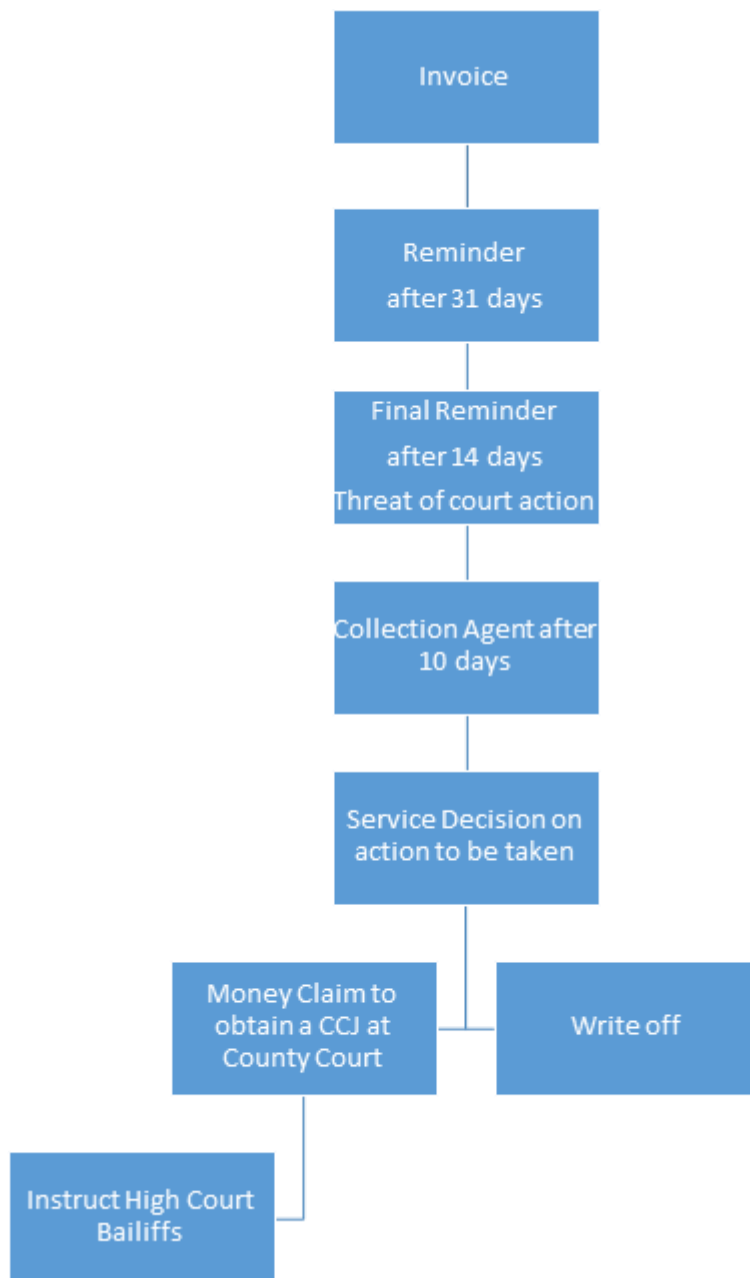 Invoice
Reminder
after 31 days
Final Reminder
after 14 days
Threat of court action
Collection Agent after
10 days
Service Decision on
action to be taken
Money Claim to
obtain a CCJ at
County Court
Write off
Instruct High Court
Bailiffs